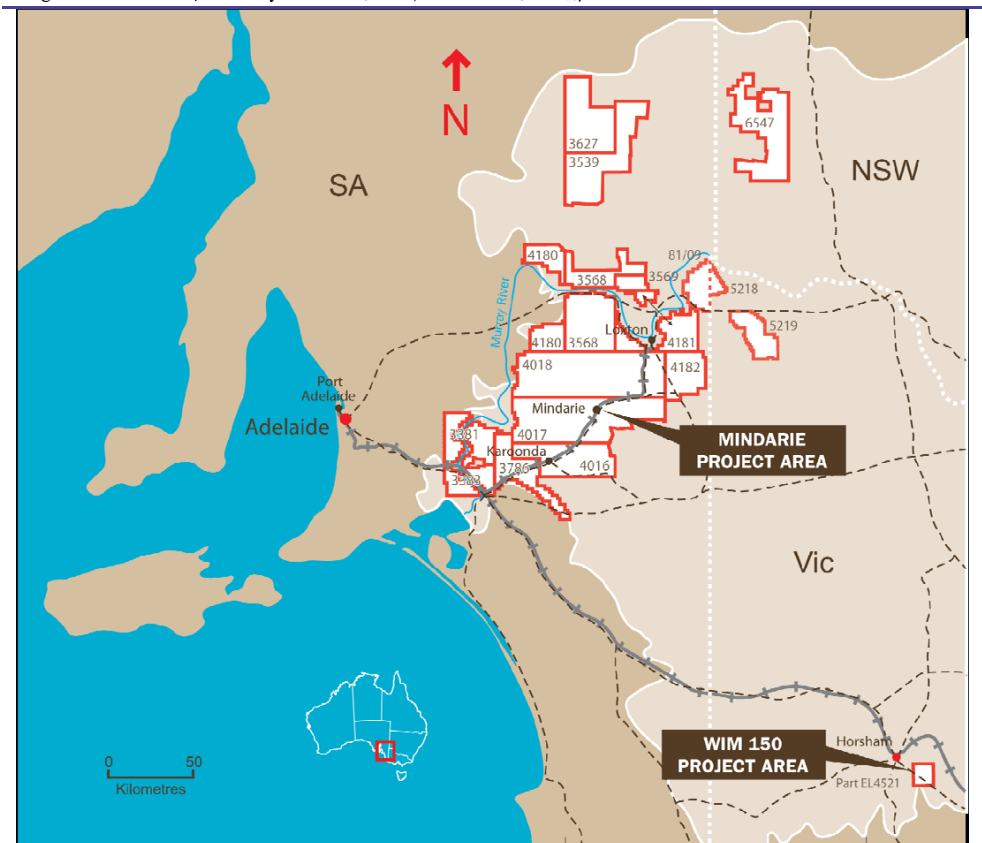 N
SA
NSW
6547
3627
3539
4180
3568
3569
81/09
5218
5219
Murray River
Loxton
4180
3568
4181
4018
4182
Port
Adelaide
Adelaide
Mindarie
4017
MINDARIE
PROJECT AREA
Karoonda
3786
4016
Vic
WIM 150
PROJECT AREA
Horsham
Part EL4521
0 50
Kilometres